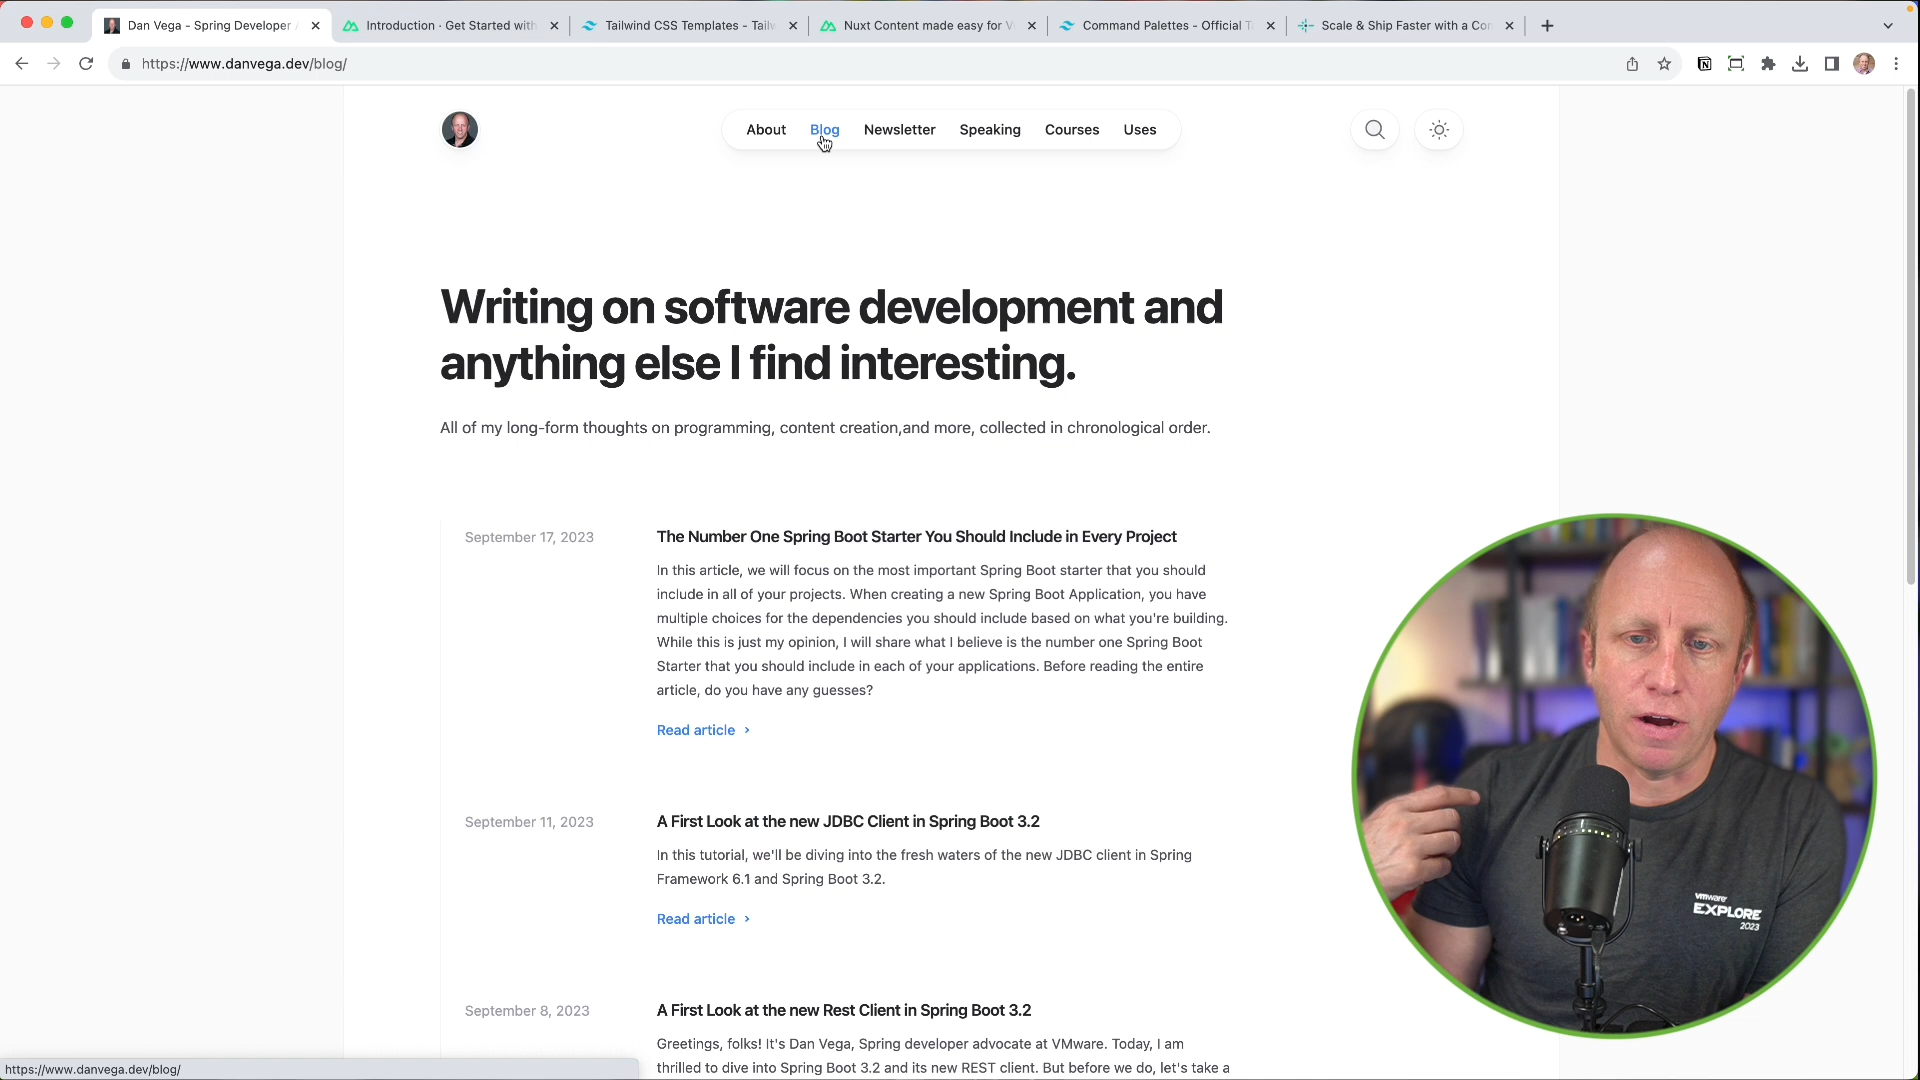 Dan Vega - Spring Developer A
Introduction · Get Started with
Tailwind CSS Templates - Tailw
Nuxt Content made easy for V
Command Palettes - Official T
Scale & Ship Faster with a Con
https://www.danvega.dev/blog/
About
Blog
Newsletter
Speaking
Courses
Uses
Writing on software development and
anything else I find interesting.
All of my long-form thoughts on programming, content creation,and more, collected in chronological order.
September 17, 2023
The Number One Spring Boot Starter You Should Include in Every Project
In this article, we will focus on the most important Spring Boot starter that you should
include in all of your projects. When creating a new Spring Boot Application, you have
multiple choices for the dependencies you should include based on what you're building.
While this is just my opinion, I will share what I believe is the number one Spring Boot
Starter that you should include in each of your applications. Before reading the entire
article, do you have any guesses?
Read article
September 11, 2023
A First Look at the new JDBC Client in Spring Boot 3.2
In this tutorial, we'll be diving into the fresh waters of the new JDBC client in Spring
Framework 6.1 and Spring Boot 3.2.
Read article
September 8, 2023
A First Look at the new Rest Client in Spring Boot 3.2
Greetings, folks! It's Dan Vega, Spring developer advocate at VMware. Today, I am
thrilled to dive into Spring Boot 3.2 and its new REST client. But before we do, let's take a
vmware
EXPLORE
2023
https://www.danvega.dev/blog/